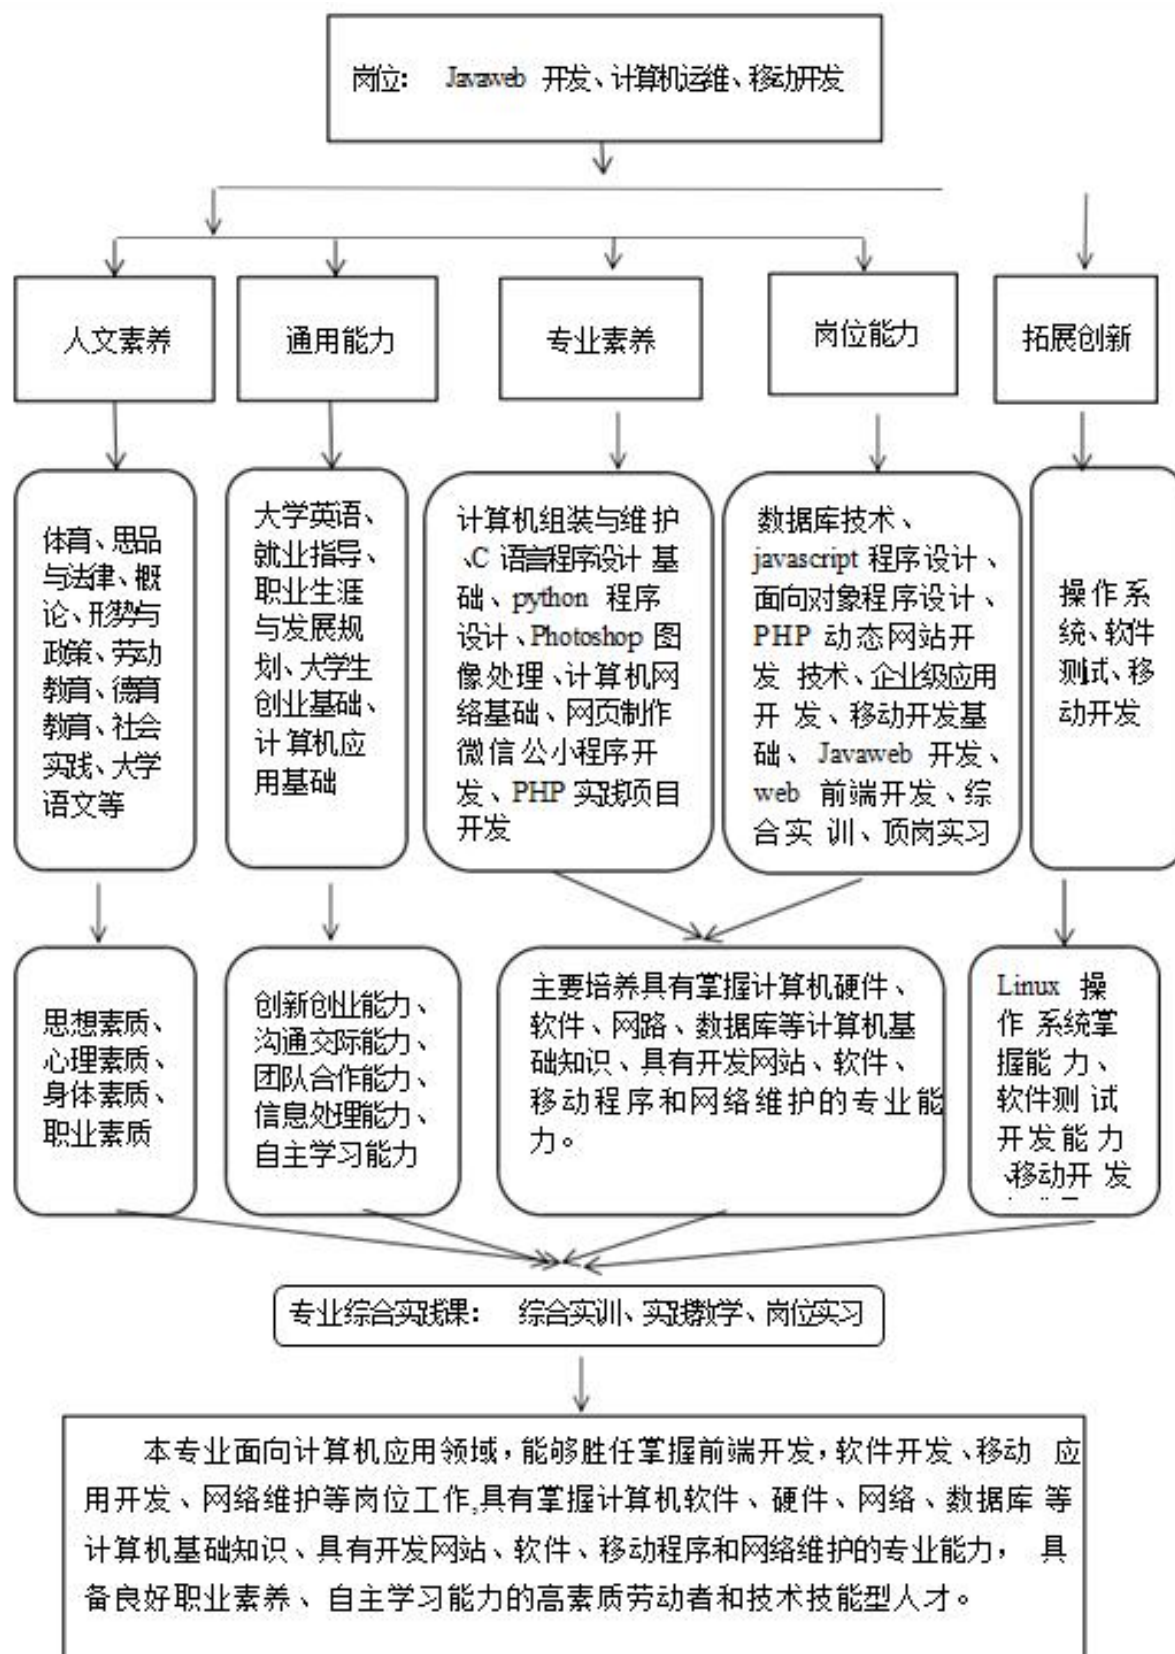 岗位： Javaweb 开发、计算机运维、移动开发
人文素养
通用能力
专业素养
岗位能力
拓展创新
体育、思品
与法律、概
论、形势与
政策、劳动
教育、德育
教育、社会
实践、大学
语文等
大学英语、
就业指导、
职业生涯
与发展规
划、大学生
创业基础、
计算机应
用基础
计算机组装与维护
、C 语言程序设计 基
础、python 程序
设计、Photoshop 图
像处理、计算机网
络基础、网页制作
微信公小程序开
发、PHP 实践项目
开发
数据库技术、
javascript 程序设计、
面向对象程序设计、
PHP 动态网站开
发 技术、企业级应用
开 发、移动开发基
础、Javaweb 开发、
web 前端开发、综
合实 训、顶岗实习
操作系
统、软件
测试、移
动开发
思想素质、
心理素质、
身体素质、
职业素质
创新创业能力、
沟通交际能力、
团队合作能力、
信息处理能力、
自主学习能力
主要培养具有掌握计算机硬件、
软件、网路、数据库等计算机基
础知识、具有开发网站、软件、
移动程序和网络维护的专业能
力。
Linux 操
作 系统掌
握能 力、
软件测 试
开发能 力
、移动开 发
专业综合实践课： 综合实训、实践教学、岗位实习
本专业面向计算机应用领域，能够胜任掌握前端开发，软件开发、移动 应
用开发、网络维护等岗位工作,具有掌握计算机软件、硬件、网络、数据库 等
计算机基础知识、具有开发网站、软件、移动程序和网络维护的专业能力， 具
备良好职业素养、自主学习能力的高素质劳动者和技术技能型人才。